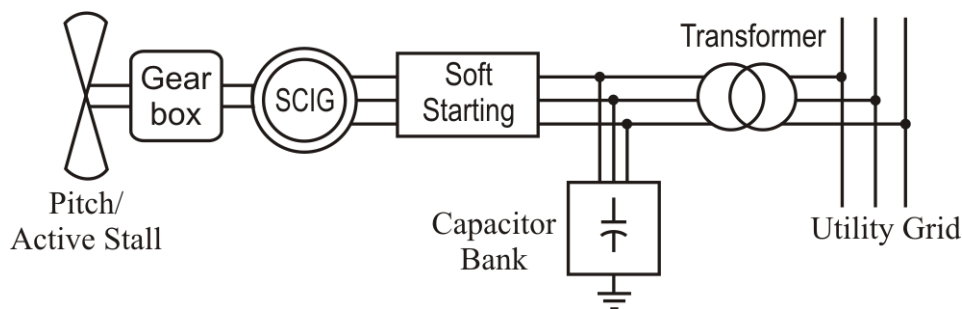 Transformer
Gear
box
SCIG
Soft
Starting
Pitch/
Active Stall
Capacitor
Bank
Utility Grid